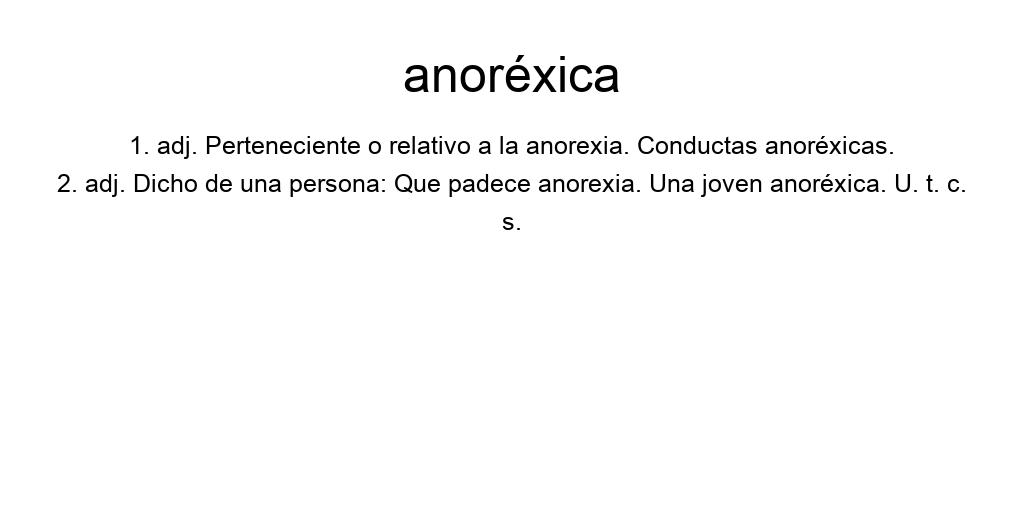 anoréxica
1. adj. Perteneciente o relativo a la anorexia. Conductas anoréxicas.
2. adj. Dicho de una persona: Que padece anorexia. Una joven anoréxica. U. t. c.
s.